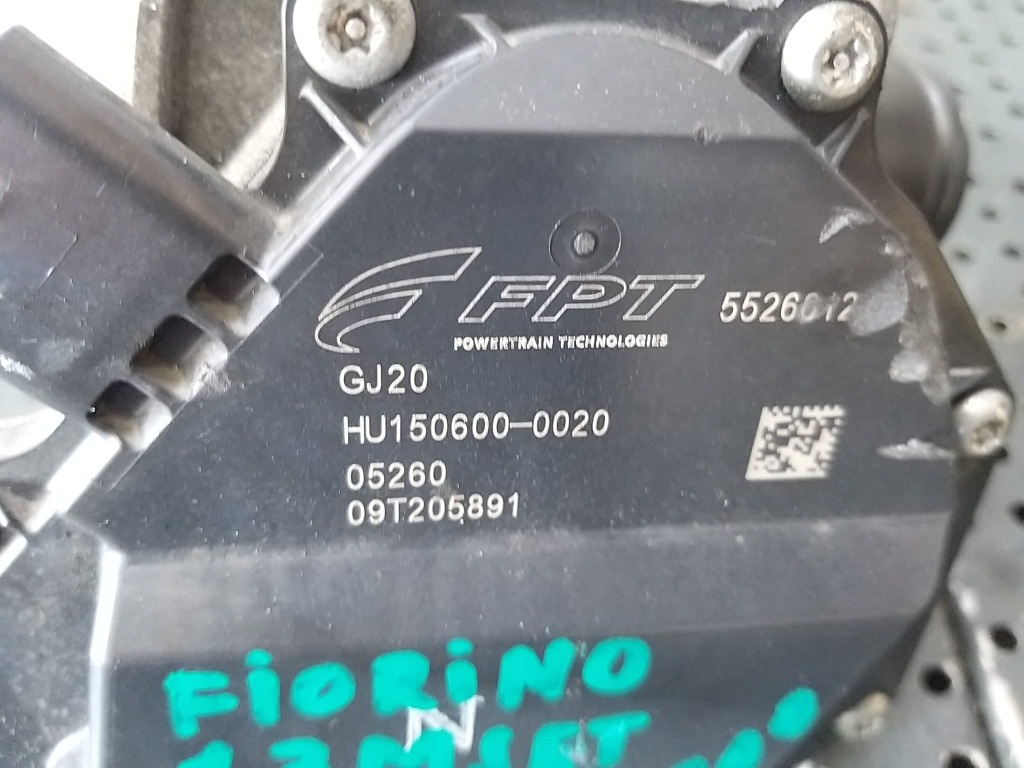 FPT 5526012
POWERTRAIN TECHNOLOGIES
GJ20
HU150600-0020
05260
09T205891
FiORiNO
N